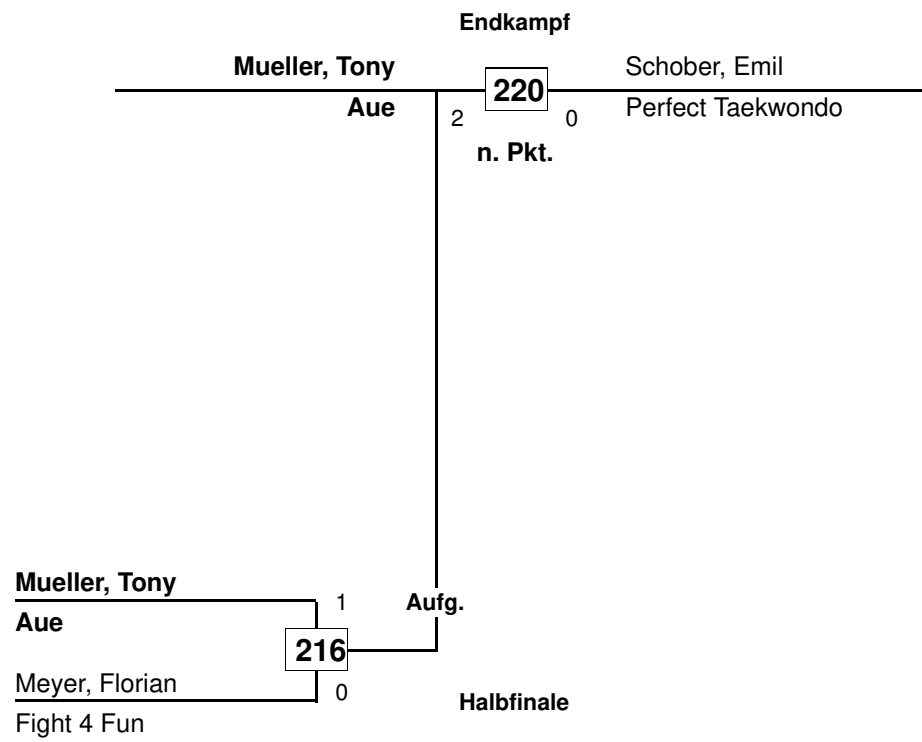 Endkampf
Mueller, Tony
Aue
220
2
0
n. Pkt.
Schober, Emil
Perfect Taekwondo
Mueller, Tony
Aue
1
Aufg.
216
Meyer, Florian
Fight 4 Fun
0
Halbfinale